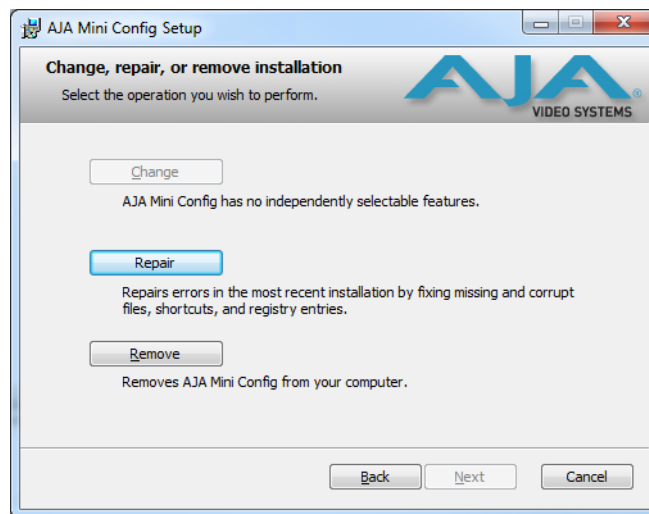 AJA Mini Config Setup
Change, repair, or remove installation
Select the operation you wish to perform.
AJA®
VIDEO SYSTEMS
Change
AJA Mini Config has no independently selectable features.
Repair
Repairs errors in the most recent installation by fixing missing and corrupt
files, shortcuts, and registry entries.
Remove
Removes AJA Mini Config from your computer.
Back
Next
Cancel